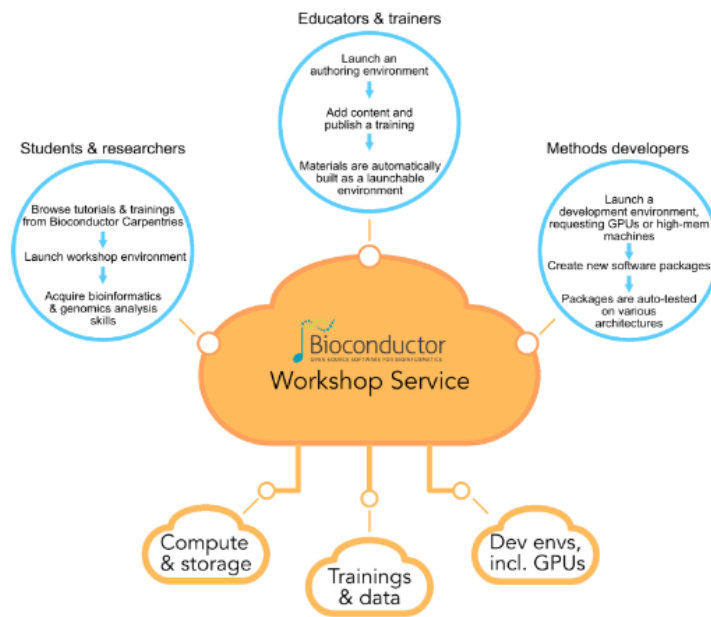 Educators & trainers
Launch an
authoring environment
Add content and
publish a training
Materials are automatically
built as a launchable
environment
Students & researchers
Browse tutorials & trainings
from Bioconductor Carpentries
Launch workshop environment
Acquire bioinformatics
& genomics analysis
skills
Methods developers
Launch a
development environment,
requesting GPUs or high-mem
machines
Create new software packages
Packages are auto-tested
on various
architectures
Bioconductor
OPEN SOURCE SOFTWARE FOR BIOINFORMATICS
Workshop Service
Compute
& storage
Trainings
& data
Dev envs,
incl. GPUs